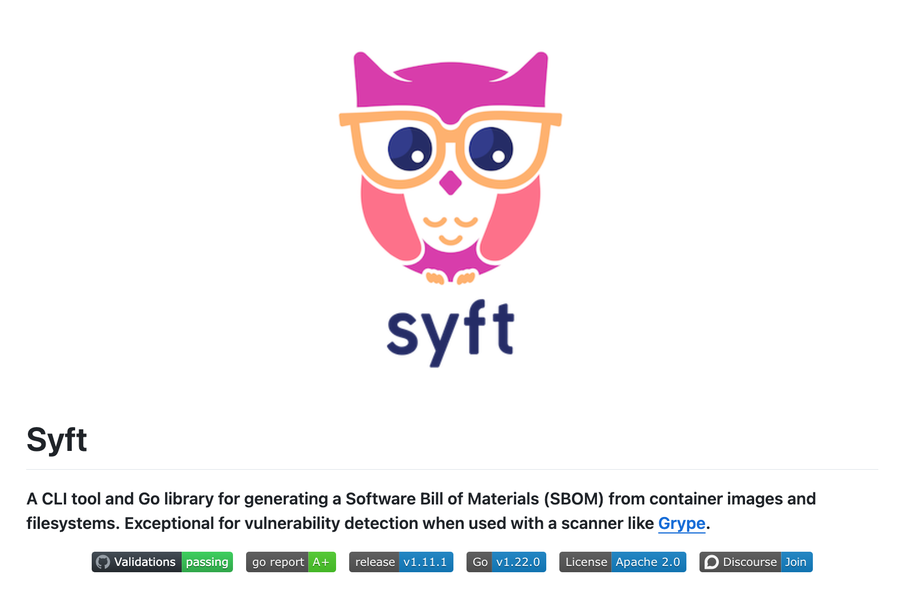 syft
Syft
A CLI tool and Go library for generating a Software Bill of Materials (SBOM) from container images and
filesystems. Exceptional for vulnerability detection when used with a scanner like Grype.
Validations passing go report A+ release v1.11.1 Go v1.22.0 License Apache 2.0 Discourse Join